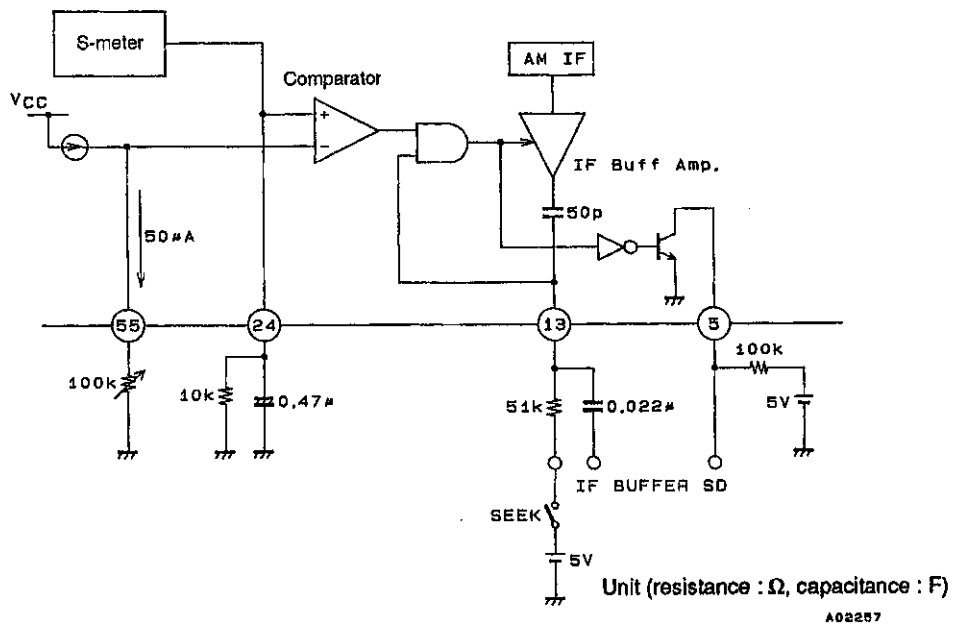 S-meter
AM IF
Comparator
VCC
+
−
IF Buff Amp.
50p
50μA
55
24
13
5
100k
100k
10k
0.47μ
51k
0.022μ
5V
IF BUFFER SD
SEEK
5V
Unit (resistance : Ω, capacitance : F)
A02257